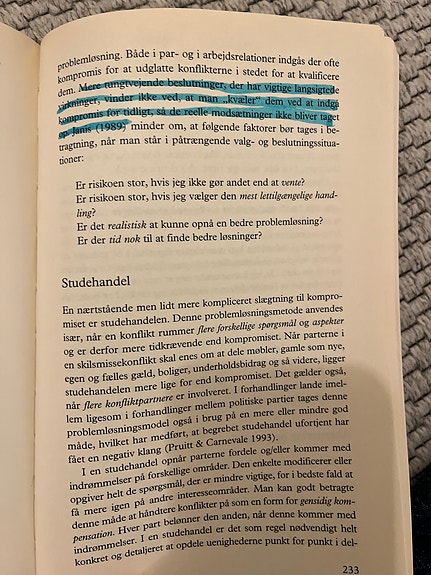 problemløsning. Både i par- og i arbejdsrelationer indgås der ofte
kompromis for at udglatte konflikterne i stedet for at kvalificere
dem. Mere tungtvejende beslutninger, der har vigtige langsigtede
virkninger, vinder ikke ved, at man „kvæler“ dem ved at indgå
kompromis for tidligt, så de reelle modsætninger ikke bliver taget
op. Janis (1989) minder om, at følgende faktorer bør tages i be-
tragtning, når man står i påtrængende valg- og beslutningssitua-
tioner:
Er risikoen stor, hvis jeg ikke gør andet end at vente?
Er risikoen stor, hvis jeg vælger den mest lettilgængelige hand-
ling?
Er det realistisk at kunne opnå en bedre problemløsning?
Er der tid nok til at finde bedre løsninger?
Studehandel
En nærtstående men lidt mere kompliceret slægtning til kompro-
miset er studehandelen. Denne problemløsningsmetode anvendes
især, når en konflikt rummer flere forskellige spørgsmål og aspekter
og er derfor mere tidkrævende end kompromiset. Når parterne i
en skilsmissekonflikt skal enes om at dele møbler, gamle som nye,
egen og fælles gæld, boliger, underholdsbidrag og så videre, ligger
studehandelen mere lige for end kompromiset. Det gælder også,
når flere konfliktpartnere er involveret. I forhandlinger lande imel-
lem ligesom i forhandlinger mellem politiske partier tages denne
problemløsningsmodel også i brug på en mere eller mindre god
måde, hvilket har medført, at begrebet studehandel ufortjent har
fået en negativ klang (Pruitt & Carnevale 1993).
I en studehandel opnår parterne fordele og/eller kommer med
indrømmelser på forskellige områder. Den enkelte modificerer eller
opgiver helt de spørgsmål, der er mindre vigtige, for i bedste fald at
få mere igen på andre interesseområder. Man kan godt betragte
denne måde at håndtere konflikter på som en form for gensidig kom-
pensation. Hver part belønner den anden, når denne kommer med
indrømmelser. I en studehandel er det som regel nødvendigt helt
konkret og detaljeret at opdele uenighederne punkt for punkt i del-
233